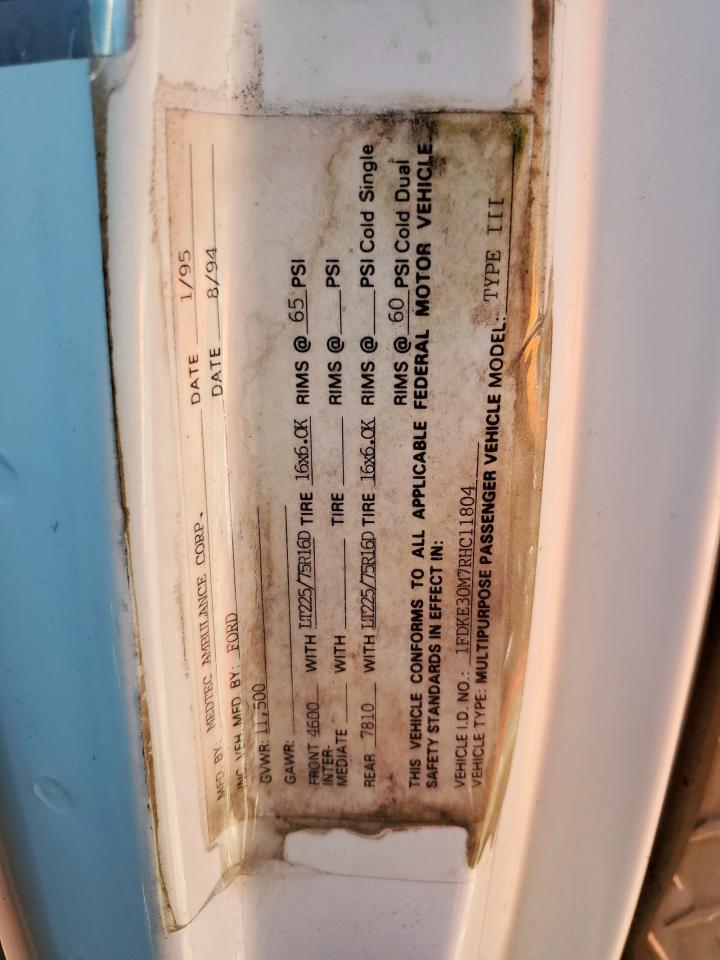 MFD BY: MEDTEC AMBULANCE CORP. DATE 1/95
INC. VEH. MFD BY: FORD DATE 8/94
GVWR: 11,500
GAWR:
FRONT 4600 WITH LT225/75R16D TIRE 16x6.0K RIMS @ 65 PSI
INTER-
MEDIATE WITH TIRE RIMS @ PSI
REAR 7810 WITH LT225/75R16D TIRE 16x6.0K RIMS @ PSI Cold Single
RIMS @ 60 PSI Cold Dual
THIS VEHICLE CONFORMS TO ALL APPLICABLE FEDERAL MOTOR VEHICLE
SAFETY STANDARDS IN EFFECT IN:
VEHICLE I.D. NO.: 1FDKE30M7RHC11804
VEHICLE TYPE: MULTIPURPOSE PASSENGER VEHICLE MODEL: TYPE III